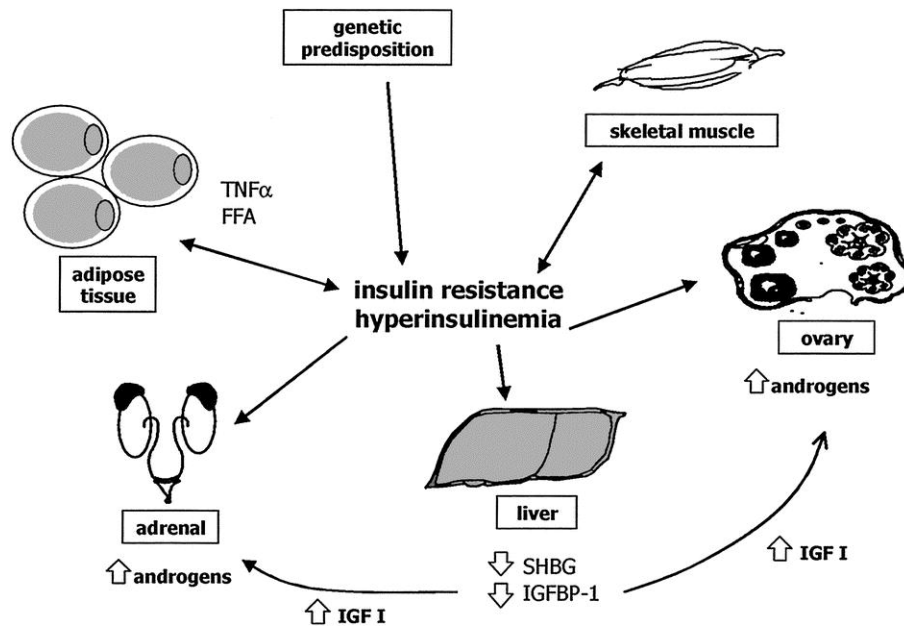 genetic
predisposition
skeletal muscle
TNFα
FFA
adipose
tissue
insulin resistance
hyperinsulinemia
ovary
androgens
adrenal
androgens
liver
SHBG
IGFBP-1
IGF I
IGF I